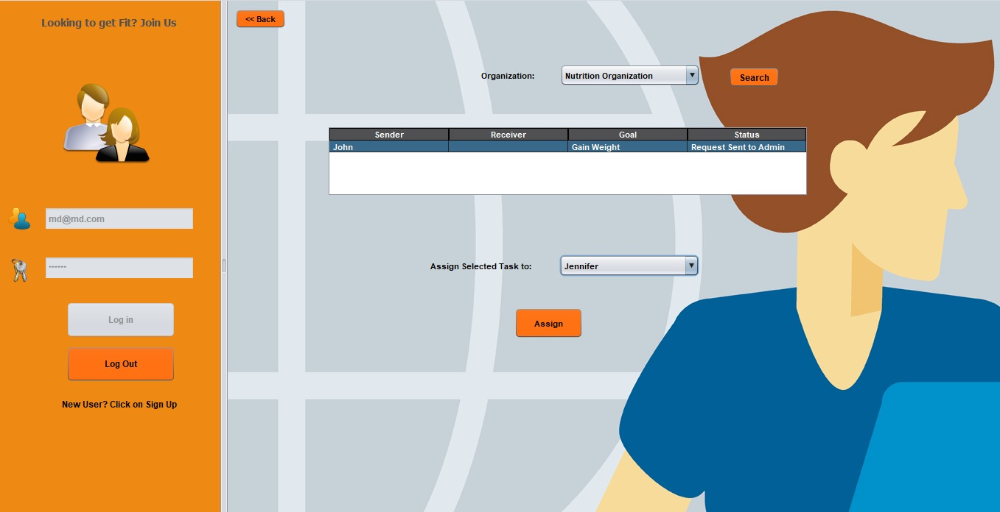 Looking to get Fit? Join Us
<< Back
Organization: Nutrition Organization Search
Sender Receiver Goal Status
John Gain Weight Request Sent to Admin
md@md.com
------
Assign Selected Task to: Jennifer
Log in
Assign
Log Out
New User? Click on Sign Up